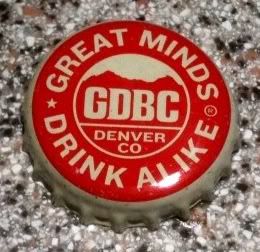 GREAT MINDS
GDBC
DENVER
CO
DRINK ALIKE®